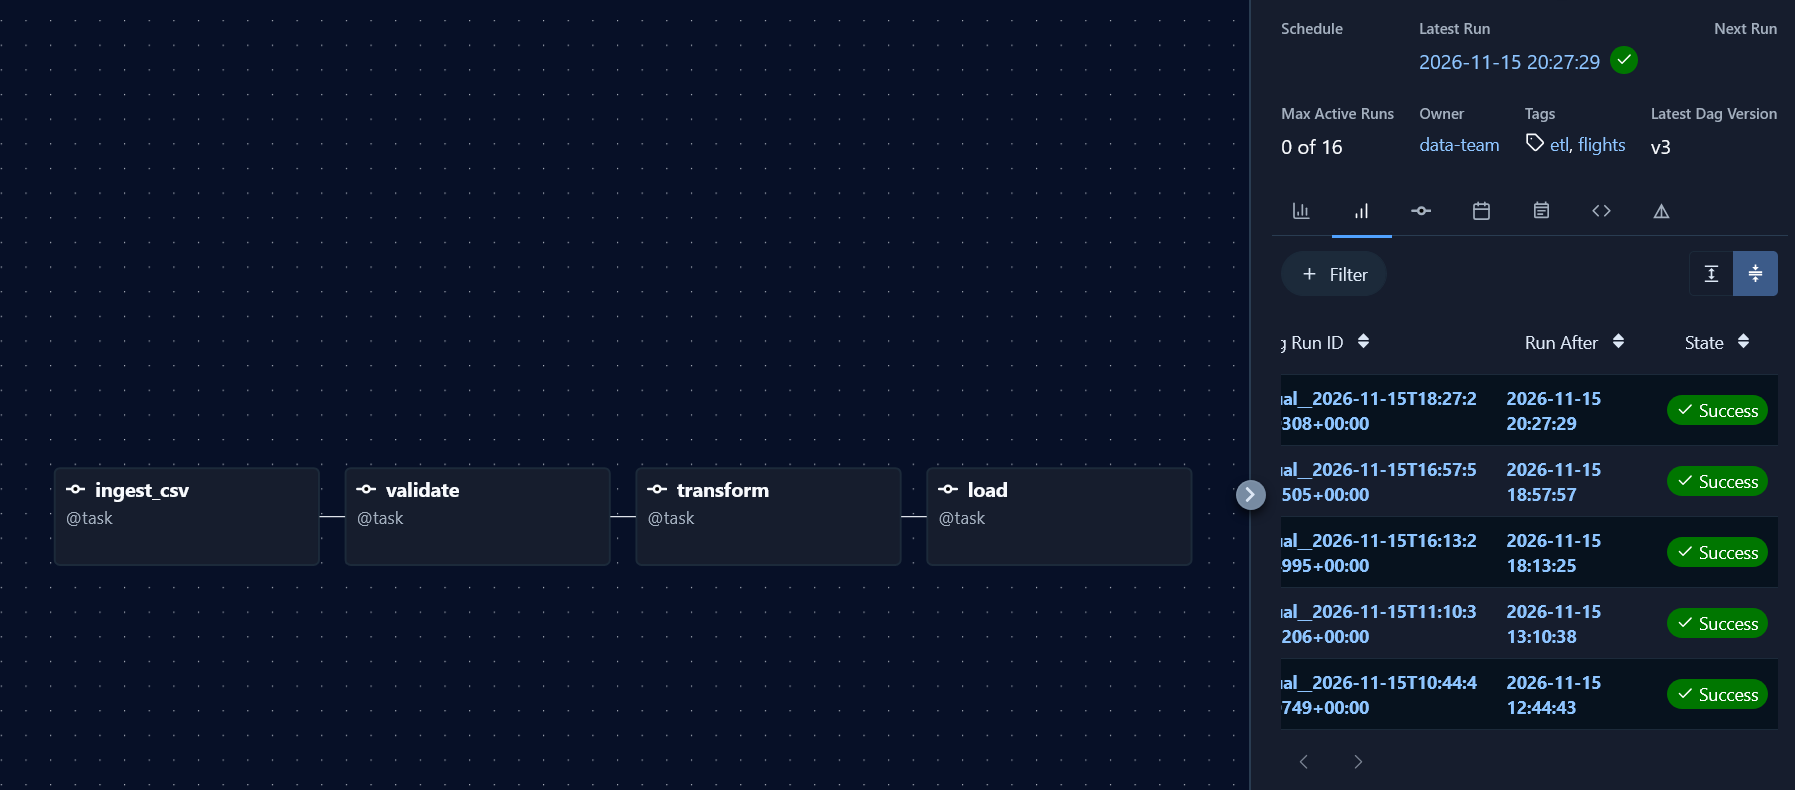 Schedule
Latest Run
Next Run
2026-11-15 20:27:29
Max Active Runs
Owner
Tags
Latest Dag Version
0 of 16
data-team
etl, flights
v3
Filter
g Run ID
Run After
State
ual__2026-11-15T18:27:2
308+00:00
2026-11-15
20:27:29
Success
ual__2026-11-15T16:57:5
505+00:00
2026-11-15
18:57:57
Success
ual__2026-11-15T16:13:2
995+00:00
2026-11-15
18:13:25
Success
ual__2026-11-15T11:10:3
206+00:00
2026-11-15
13:10:38
Success
ual__2026-11-15T10:44:4
749+00:00
2026-11-15
12:44:43
Success
ingest_csv
@task
validate
@task
transform
@task
load
@task